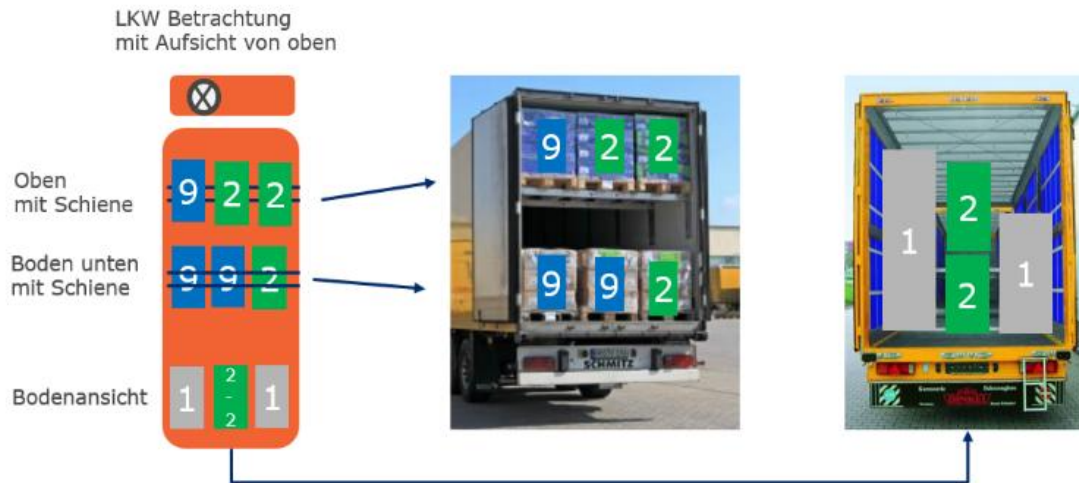 LKW Betrachtung
mit Aufsicht von oben
Oben
mit Schiene
9 2 2
9 2 2
Boden unten
mit Schiene
9 9 2
9 9 2
SCHMITZ
Bodenansicht
1 2 - 2 1
1 2 2 1